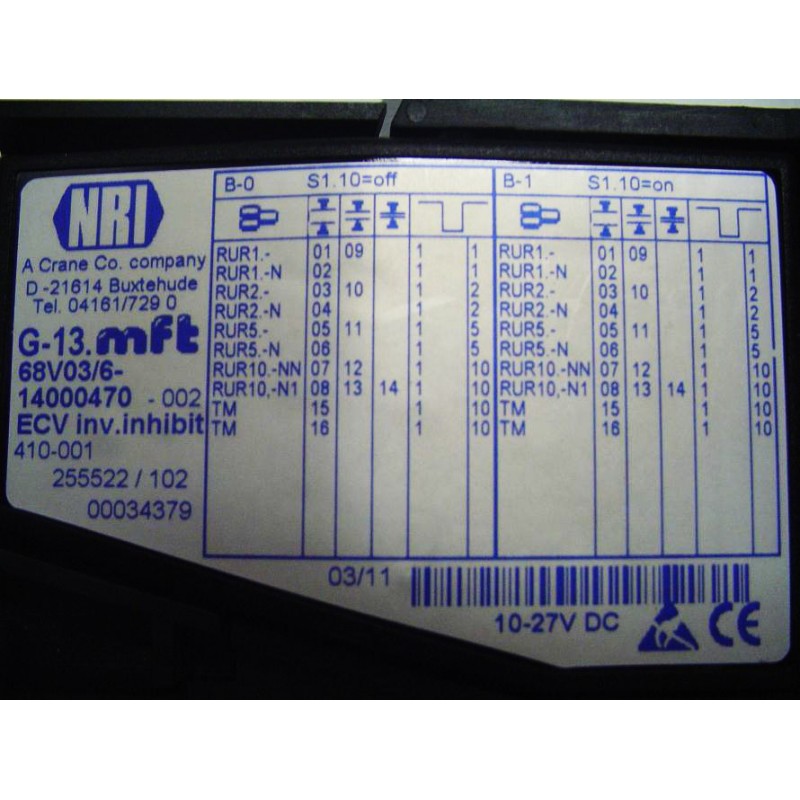 NRI
A Crane Co. company
D -21614 Buxtehude
Tel. 04161/729 0
G-13.mft
68V03/6-
14000470 - 002
ECV inv.inhibit
410-001
255522 / 102
00034379
B-0 S1.10=off
RUR1.- 01 09 1 1
RUR1.-N 02 1 1
RUR2.- 03 10 1 2
RUR2.-N 04 1 2
RUR5.- 05 11 1 5
RUR5.-N 06 1 5
RUR10.-NN 07 12 1 10
RUR10,-N1 08 13 14 1 10
TM 15 1 10
TM 16 1 10
B-1 S1.10=on
RUR1.- 01 09 1 1
RUR1.-N 02 1 1
RUR2.- 03 10 1 2
RUR2.-N 04 1 2
RUR5.- 05 11 1 5
RUR5.-N 06 1 5
RUR10.-NN 07 12 1 10
RUR10,-N1 08 13 14 1 10
TM 15 1 10
TM 16 1 10
03/11
10-27V DC
CE